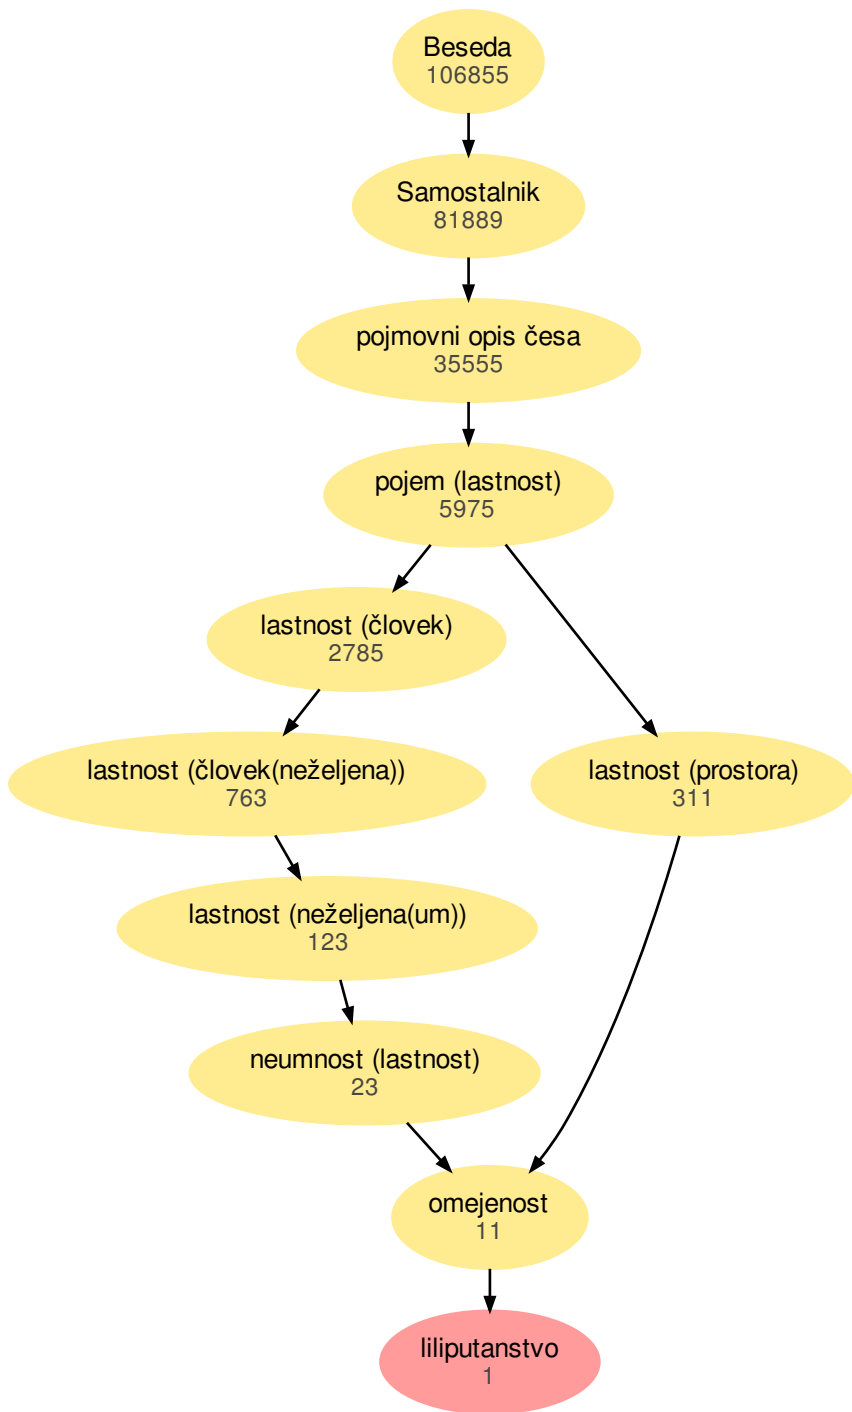 Beseda
106855
Samostalnik
81889
pojmovni opis česa
35555
pojem (lastnost)
5975
lastnost (človek)
2785
lastnost (človek(neželjena))
763
lastnost (prostora)
311
lastnost (neželjena(um))
123
neumnost (lastnost)
23
omejenost
11
liliputanstvo
1